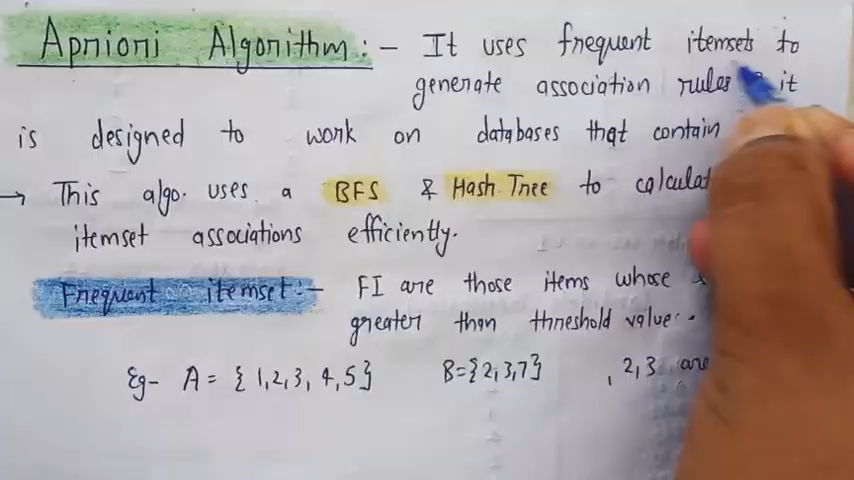 Apriori Algorithm:- It uses frequent itemsets to
generate association rules it
is designed to work on databases that contain
→ This algo. uses a BFS & Hash Tree to calculat
itemset associations efficiently.
Frequent itemset:- FI are those items whose
greater than threshold value.
Eg- A = {1,2,3,4,5} B={2,3,7} , 2,3 are